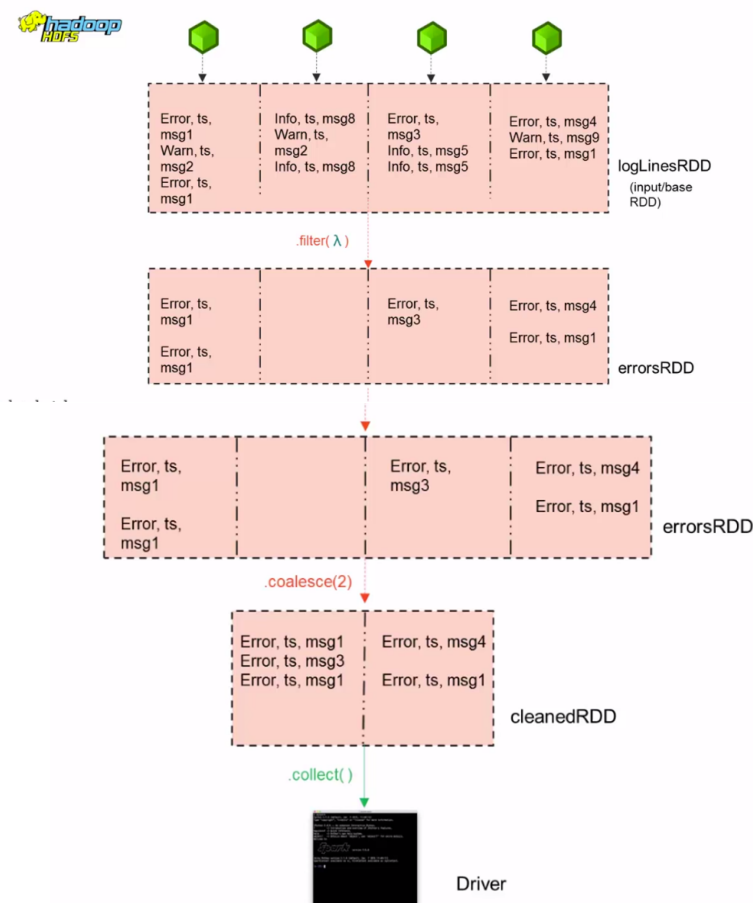 hadoop
HDFS
Error, ts,
msg1
Warn, ts,
msg2
Error, ts,
msg1
Info, ts, msg8
Warn, ts,
msg2
Info, ts, msg8
Error, ts,
msg3
Info, ts, msg5
Info, ts, msg5
Error, ts, msg4
Warn, ts, msg9
Error, ts, msg1
logLinesRDD
(input/base
RDD)
.filter( λ )
Error, ts,
msg1
Error, ts,
msg1
Error, ts,
msg3
Error, ts, msg4
Error, ts, msg1
errorsRDD
Error, ts,
msg1
Error, ts,
msg1
Error, ts,
msg3
Error, ts, msg4
Error, ts, msg1
errorsRDD
.coalesce(2)
Error, ts, msg1
Error, ts, msg3
Error, ts, msg1
Error, ts, msg4
Error, ts, msg1
cleanedRDD
.collect( )
Driver